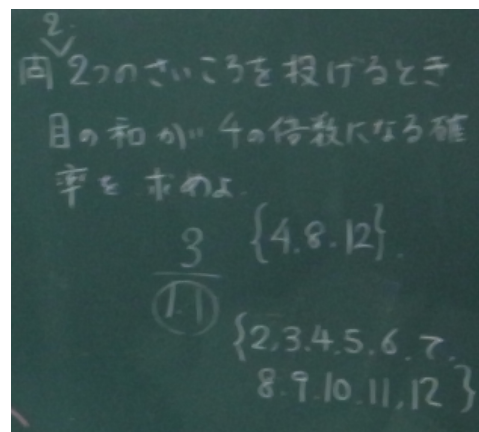 2
問 2つのさいころを投げるとき
目の和が 4の倍数になる確
率を求めよ.
3
11
{4.8.12}.
{2.3.4.5.6.7.
8.9.10.11.12}